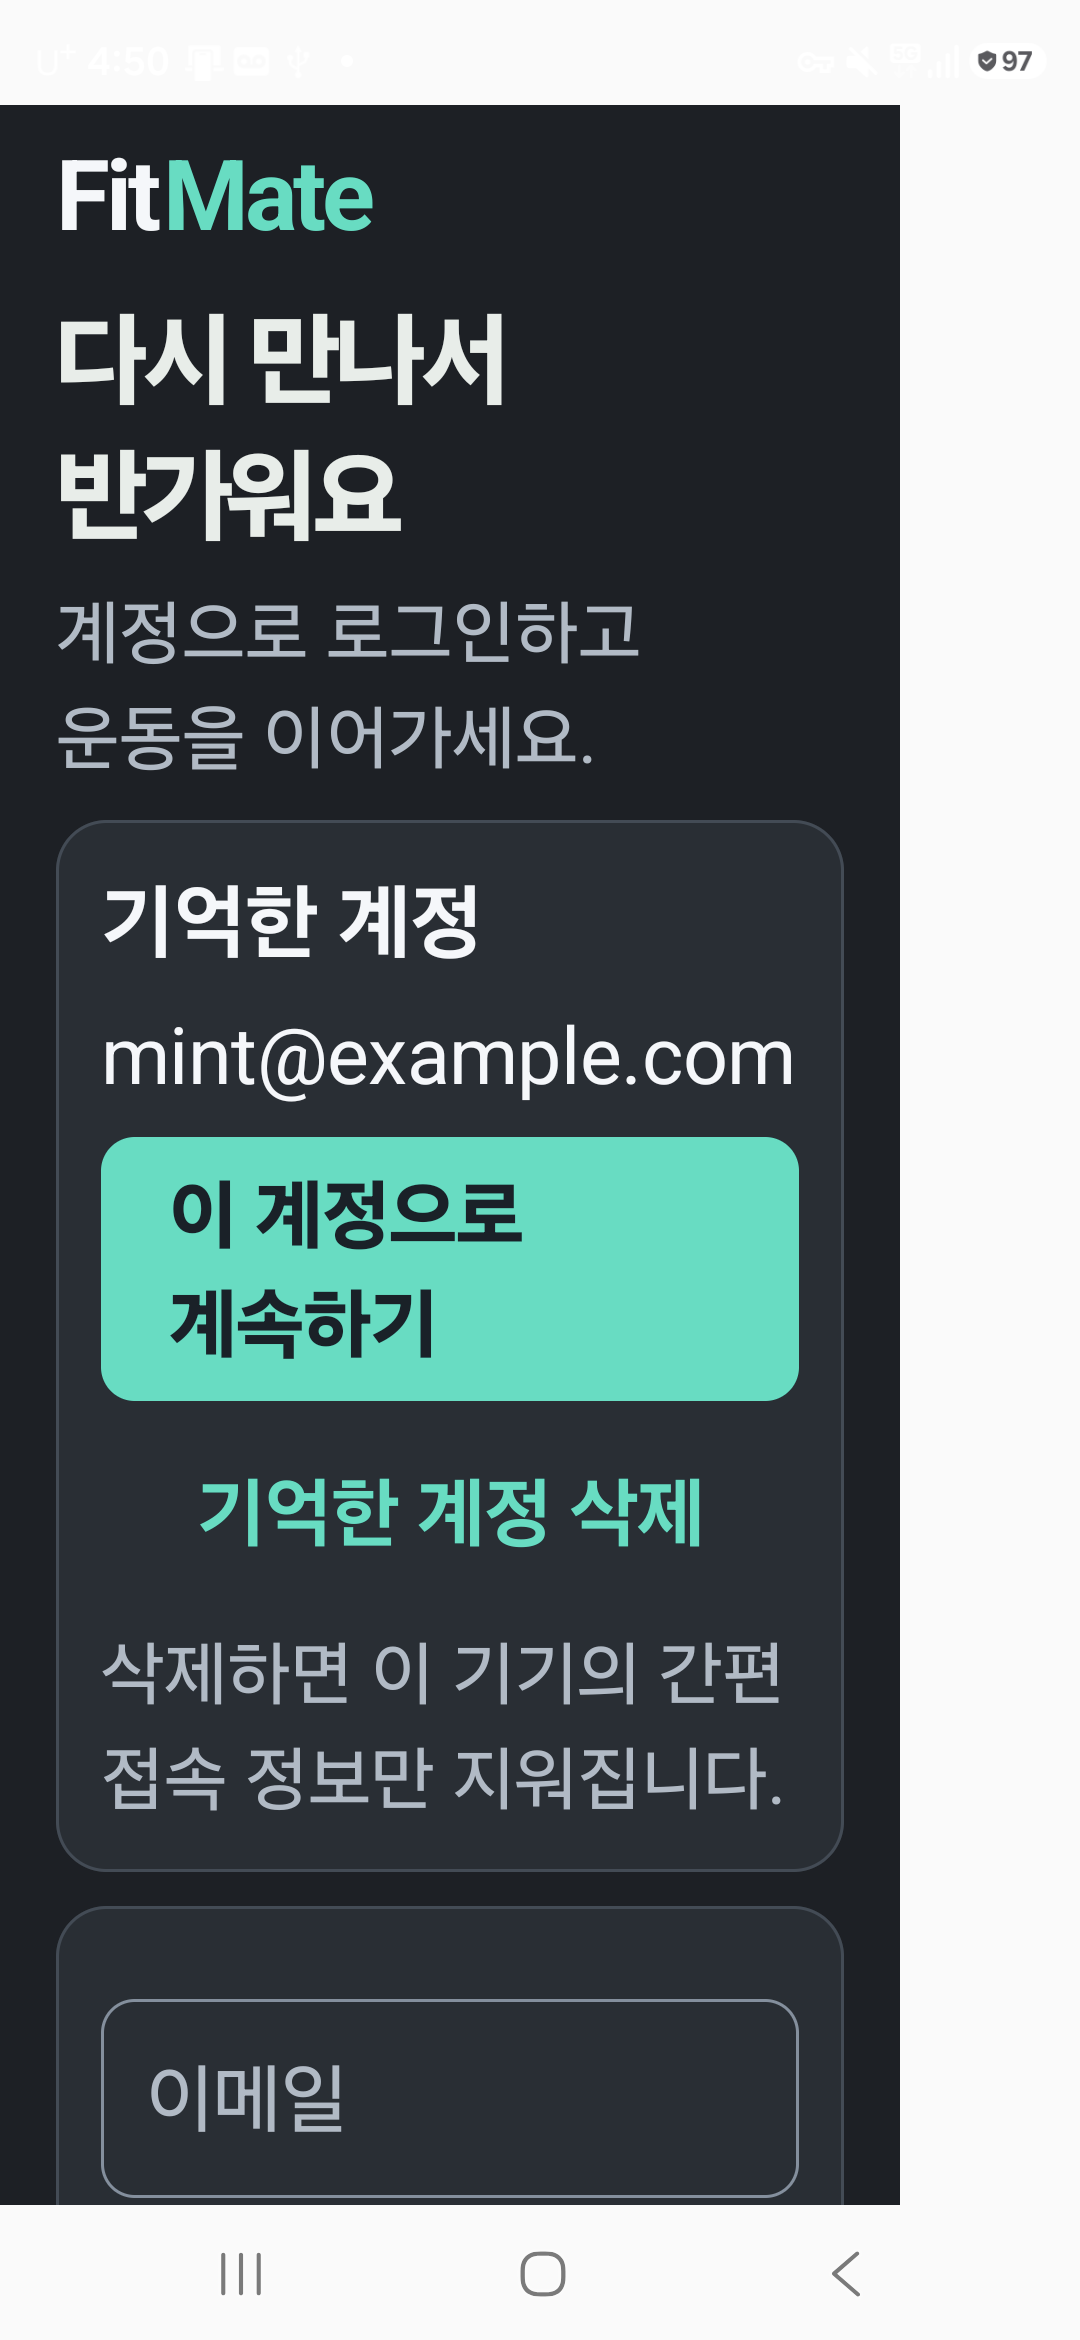 U+ 4:50 5G 97
FitMate
다시 만나서
반가워요
계정으로 로그인하고
운동을 이어가세요.
기억한 계정
mint@example.com
이 계정으로
계속하기
기억한 계정 삭제
삭제하면 이 기기의 간편
접속 정보만 지워집니다.
이메일